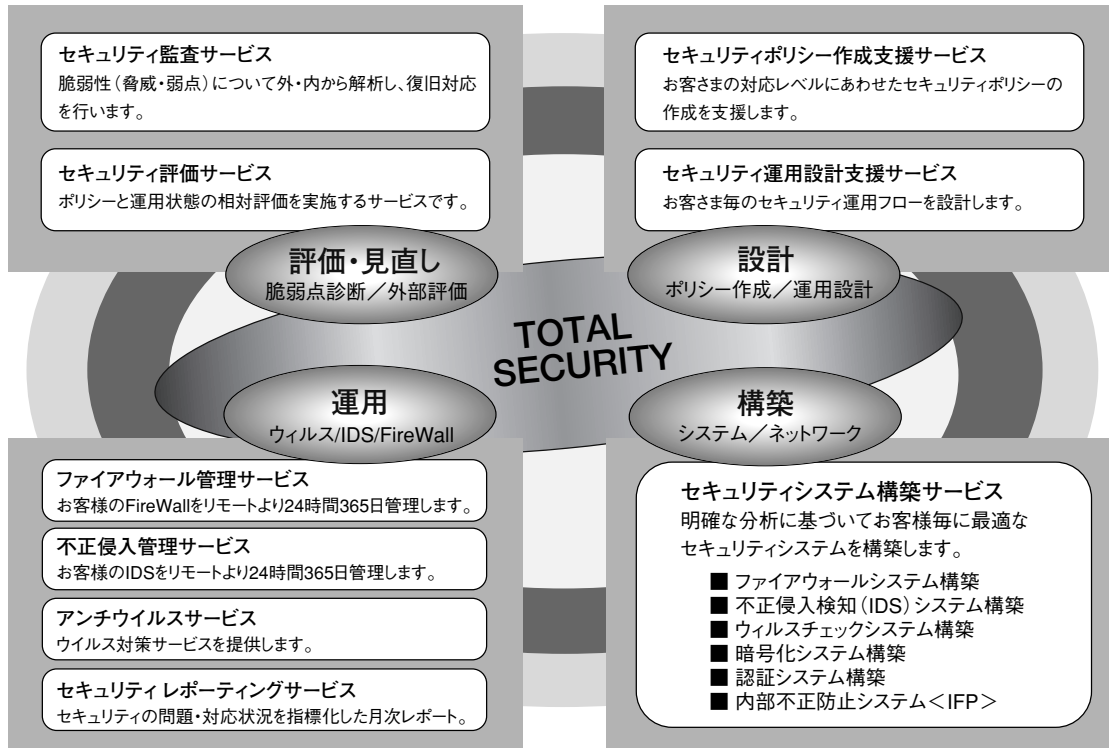 セキュリティ監査サービス
脆弱性（脅威・弱点）について外・内から解析し、復旧対応
を行います。
セキュリティ評価サービス
ポリシーと運用状態の相対評価を実施するサービスです。
評価・見直し
脆弱点診断／外部評価
セキュリティポリシー作成支援サービス
お客さまの対応レベルにあわせたセキュリティポリシーの
作成を支援します。
セキュリティ運用設計支援サービス
お客さま毎のセキュリティ運用フローを設計します。
設計
ポリシー作成／運用設計
TOTAL
SECURITY
運用
ウィルス/IDS/FireWall
ファイアウォール管理サービス
お客様のFireWallをリモートより24時間365日管理します。
不正侵入管理サービス
お客様のIDSをリモートより24時間365日管理します。
アンチウイルスサービス
ウイルス対策サービスを提供します。
セキュリティ レポーティングサービス
セキュリティの問題・対応状況を指標化した月次レポート。
構築
システム／ネットワーク
セキュリティシステム構築サービス
明確な分析に基づいてお客様毎に最適な
セキュリティシステムを構築します。
■ ファイアウォールシステム構築
■ 不正侵入検知（IDS）システム構築
■ ウィルスチェックシステム構築
■ 暗号化システム構築
■ 認証システム構築
■ 内部不正防止システム＜IFP＞